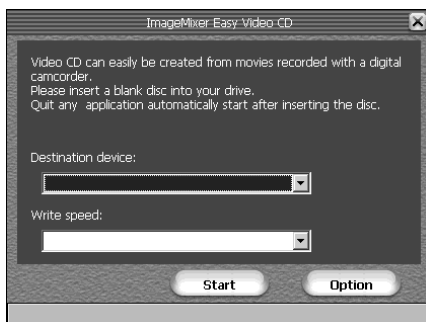 ImageMixer Easy Video CD
Video CD can easily be created from movies recorded with a digital
camcorder.
Please insert a blank disc into your drive.
Quit any application automatically start after inserting the disc.
Destination device:
Write speed:
Start Option